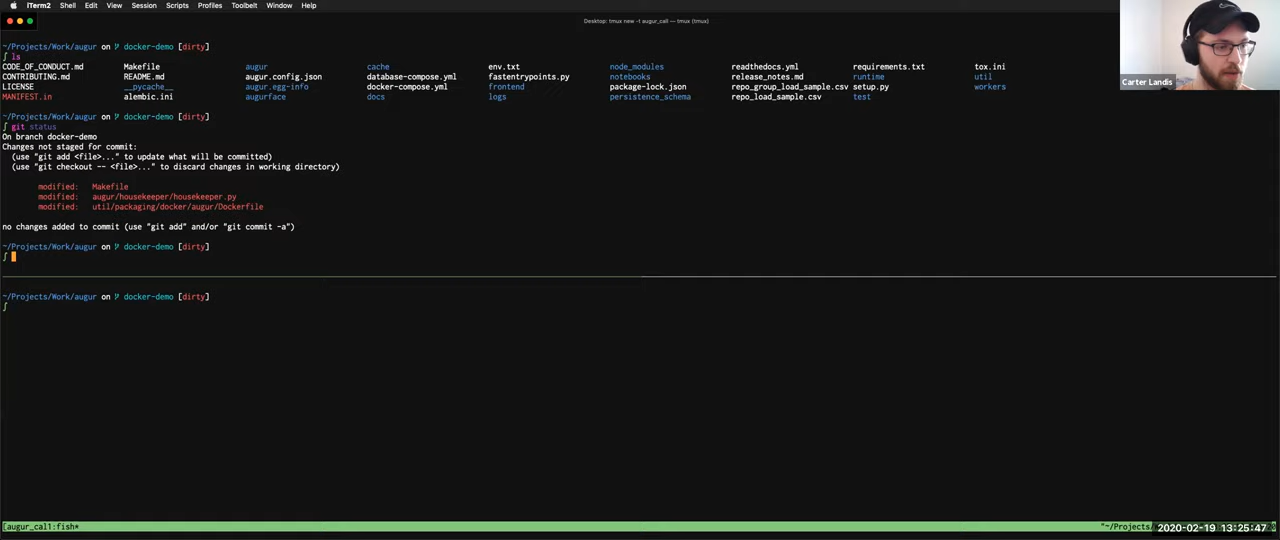 iTerm2 Shell Edit View Session Scripts Profiles Toolbelt Window Help
Desktop: tmux new -t augur_call — tmux (tmux)
Carter Landis
~/Projects/Work/augur on docker-demo [dirty]
∫ ls
CODE_OF_CONDUCT.md Makefile augur cache env.txt node_modules readthedocs.yml requirements.txt tox.ini
CONTRIBUTING.md README.md augur.config.json database-compose.yml fastentrypoints.py notebooks release_notes.md runtime util
LICENSE __pycache__ augur.egg-info docker-compose.yml frontend package-lock.json repo_group_load_sample.csv setup.py workers
MANIFEST.in alembic.ini augurface docs logs persistence_schema repo_load_sample.csv test
~/Projects/Work/augur on docker-demo [dirty]
∫ git status
On branch docker-demo
Changes not staged for commit:
(use "git add <file>..." to update what will be committed)
(use "git checkout -- <file>..." to discard changes in working directory)
modified: Makefile
modified: augur/housekeeper/housekeeper.py
modified: util/packaging/docker/augur/Dockerfile
no changes added to commit (use "git add" and/or "git commit -a")
~/Projects/Work/augur on docker-demo [dirty]
∫
~/Projects/Work/augur on docker-demo [dirty]
∫
[augur_cal1:fish* "~/Projects/ 2020-02-19 13:25:47